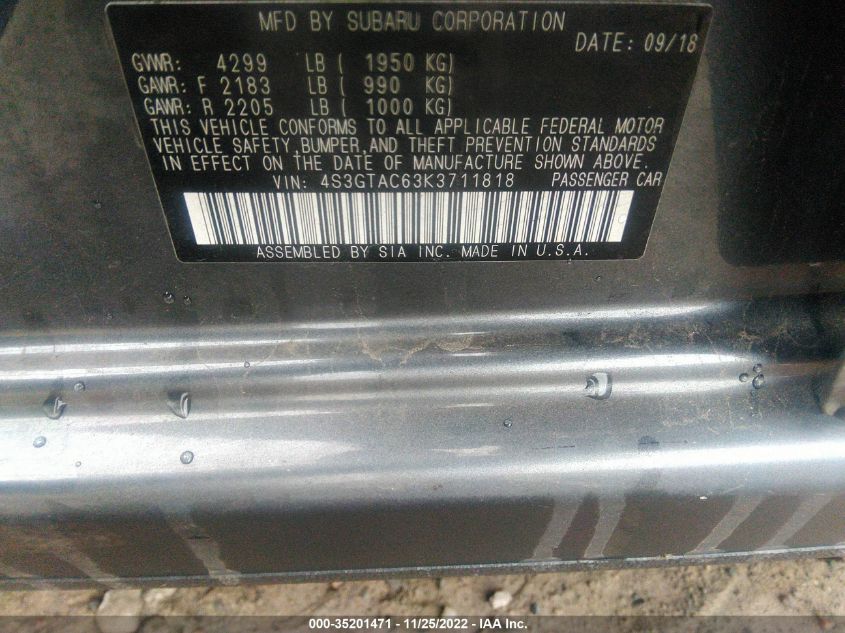 MFD BY SUBARU CORPORATION
DATE: 09/18
GVWR: 4299 LB ( 1950 KG)
GAWR: F 2183 LB ( 990 KG)
GAWR: R 2205 LB ( 1000 KG)
THIS VEHICLE CONFORMS TO ALL APPLICABLE FEDERAL MOTOR
VEHICLE SAFETY, BUMPER, AND THEFT PREVENTION STANDARDS
IN EFFECT ON THE DATE OF MANUFACTURE SHOWN ABOVE.
VIN: 4S3GTAC63K3711818 PASSENGER CAR
ASSEMBLED BY SIA INC. MADE IN U.S.A.
000-35201471 - 11/25/2022 - IAA Inc.